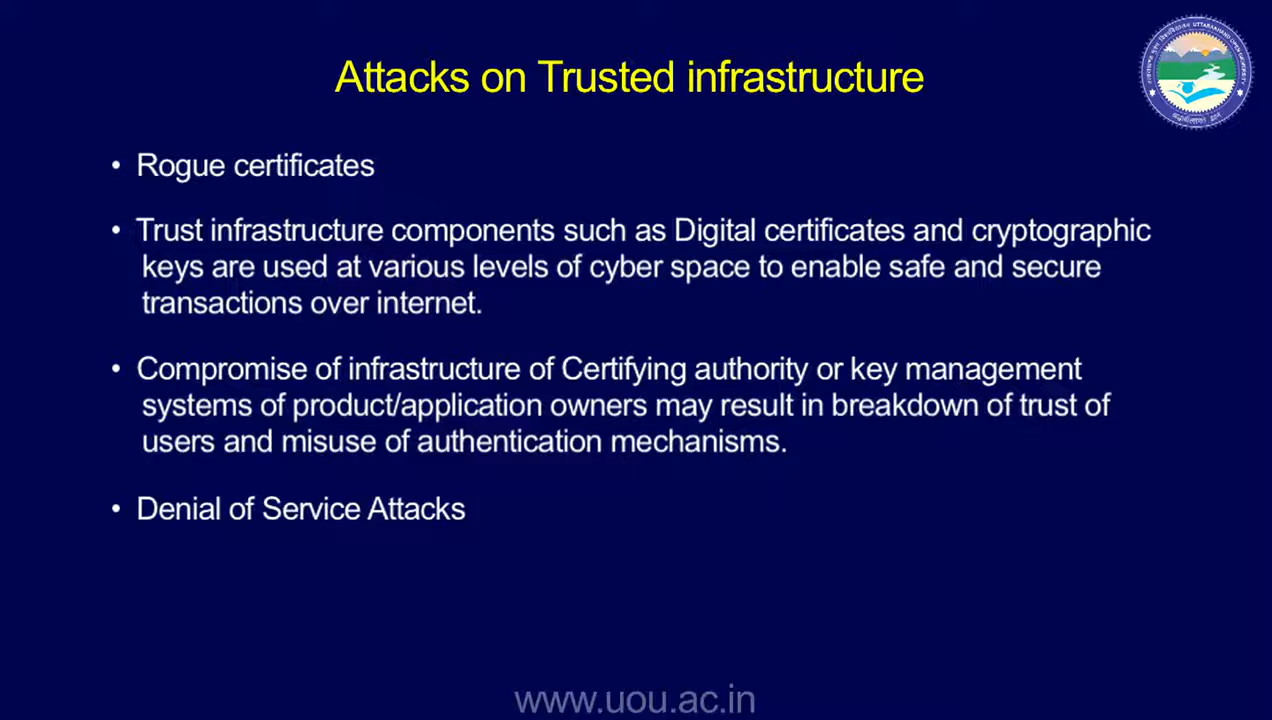 Attacks on Trusted infrastructure
• Rogue certificates
• Trust infrastructure components such as Digital certificates and cryptographic
keys are used at various levels of cyber space to enable safe and secure
transactions over internet.
• Compromise of infrastructure of Certifying authority or key management
systems of product/application owners may result in breakdown of trust of
users and misuse of authentication mechanisms.
• Denial of Service Attacks
www.uou.ac.in
UTTARAKHAND OPEN UNIVERSITY